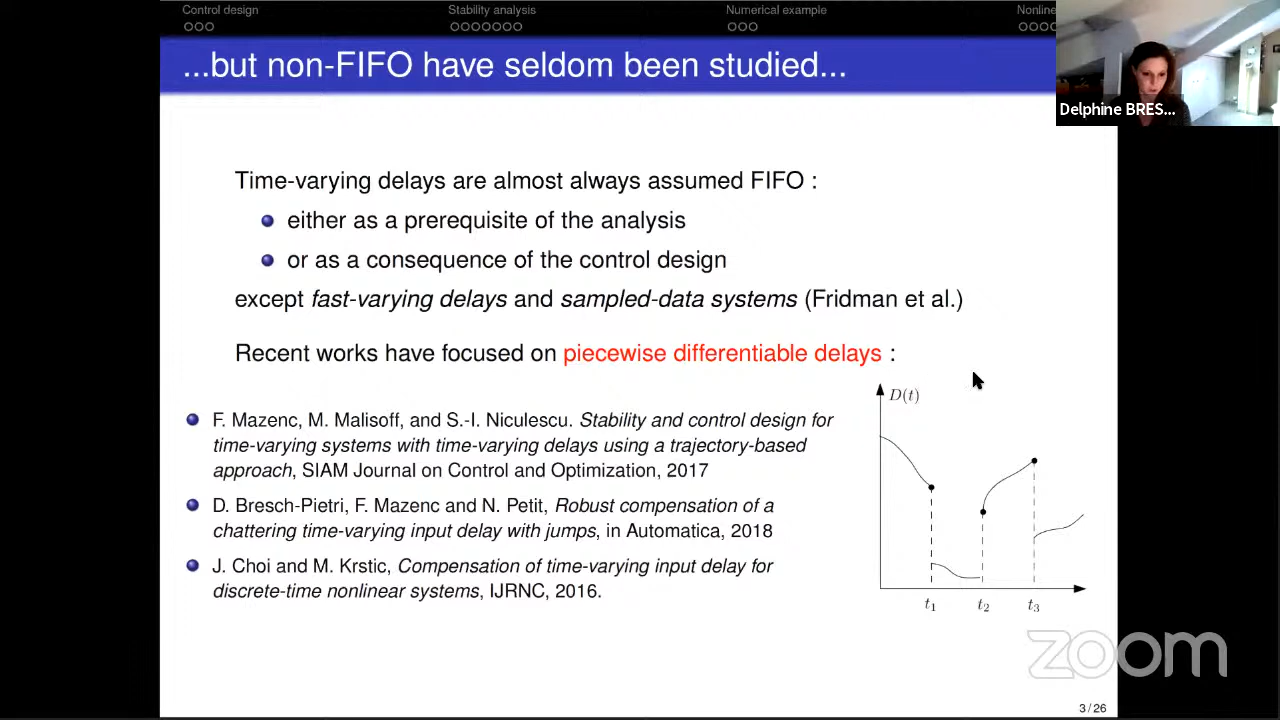 Control design
Stability analysis
Numerical example
Nonline
...but non-FIFO have seldom been studied...
Delphine BRES...
Time-varying delays are almost always assumed FIFO :
either as a prerequisite of the analysis
or as a consequence of the control design
except fast-varying delays and sampled-data systems (Fridman et al.)
Recent works have focused on piecewise differentiable delays :
F. Mazenc, M. Malisoff, and S.-I. Niculescu. Stability and control design for
time-varying systems with time-varying delays using a trajectory-based
approach, SIAM Journal on Control and Optimization, 2017
D. Bresch-Pietri, F. Mazenc and N. Petit, Robust compensation of a
chattering time-varying input delay with jumps, in Automatica, 2018
J. Choi and M. Krstic, Compensation of time-varying input delay for
discrete-time nonlinear systems, IJRNC, 2016.
D(t)
t₁ t₂ t₃
zoom
3 / 26